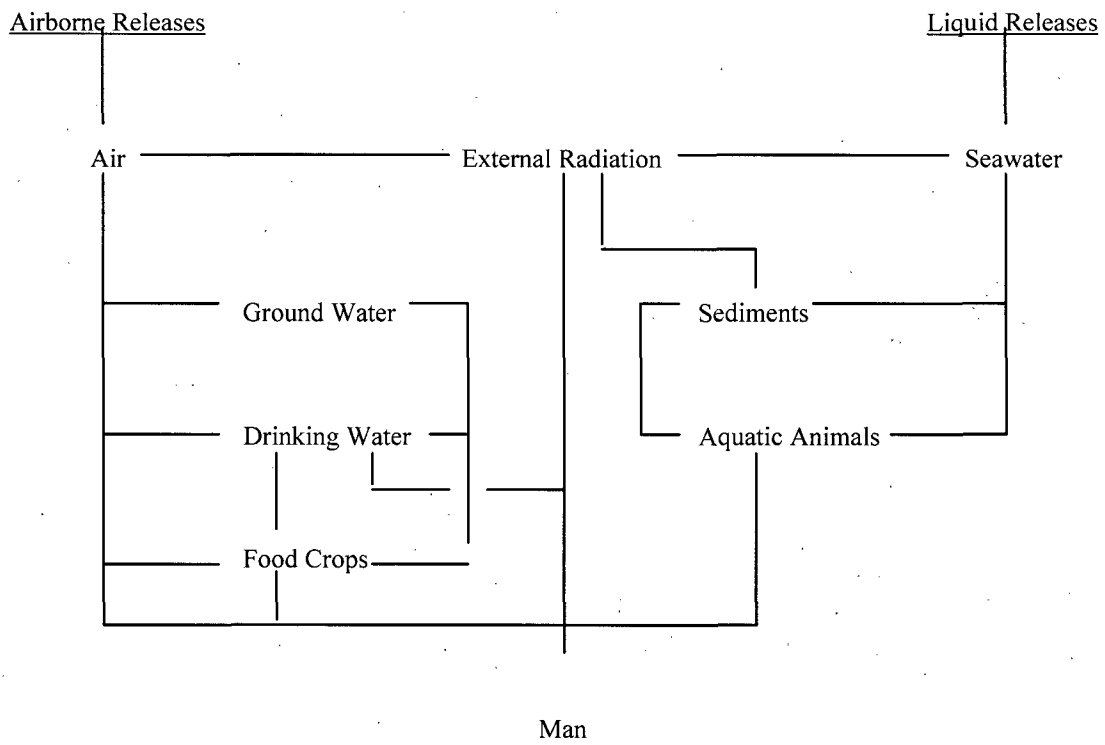 Airborne Releases
Liquid Releases
Air
External Radiation
Seawater
Ground Water
Sediments
Drinking Water
Aquatic Animals
Food Crops
Man